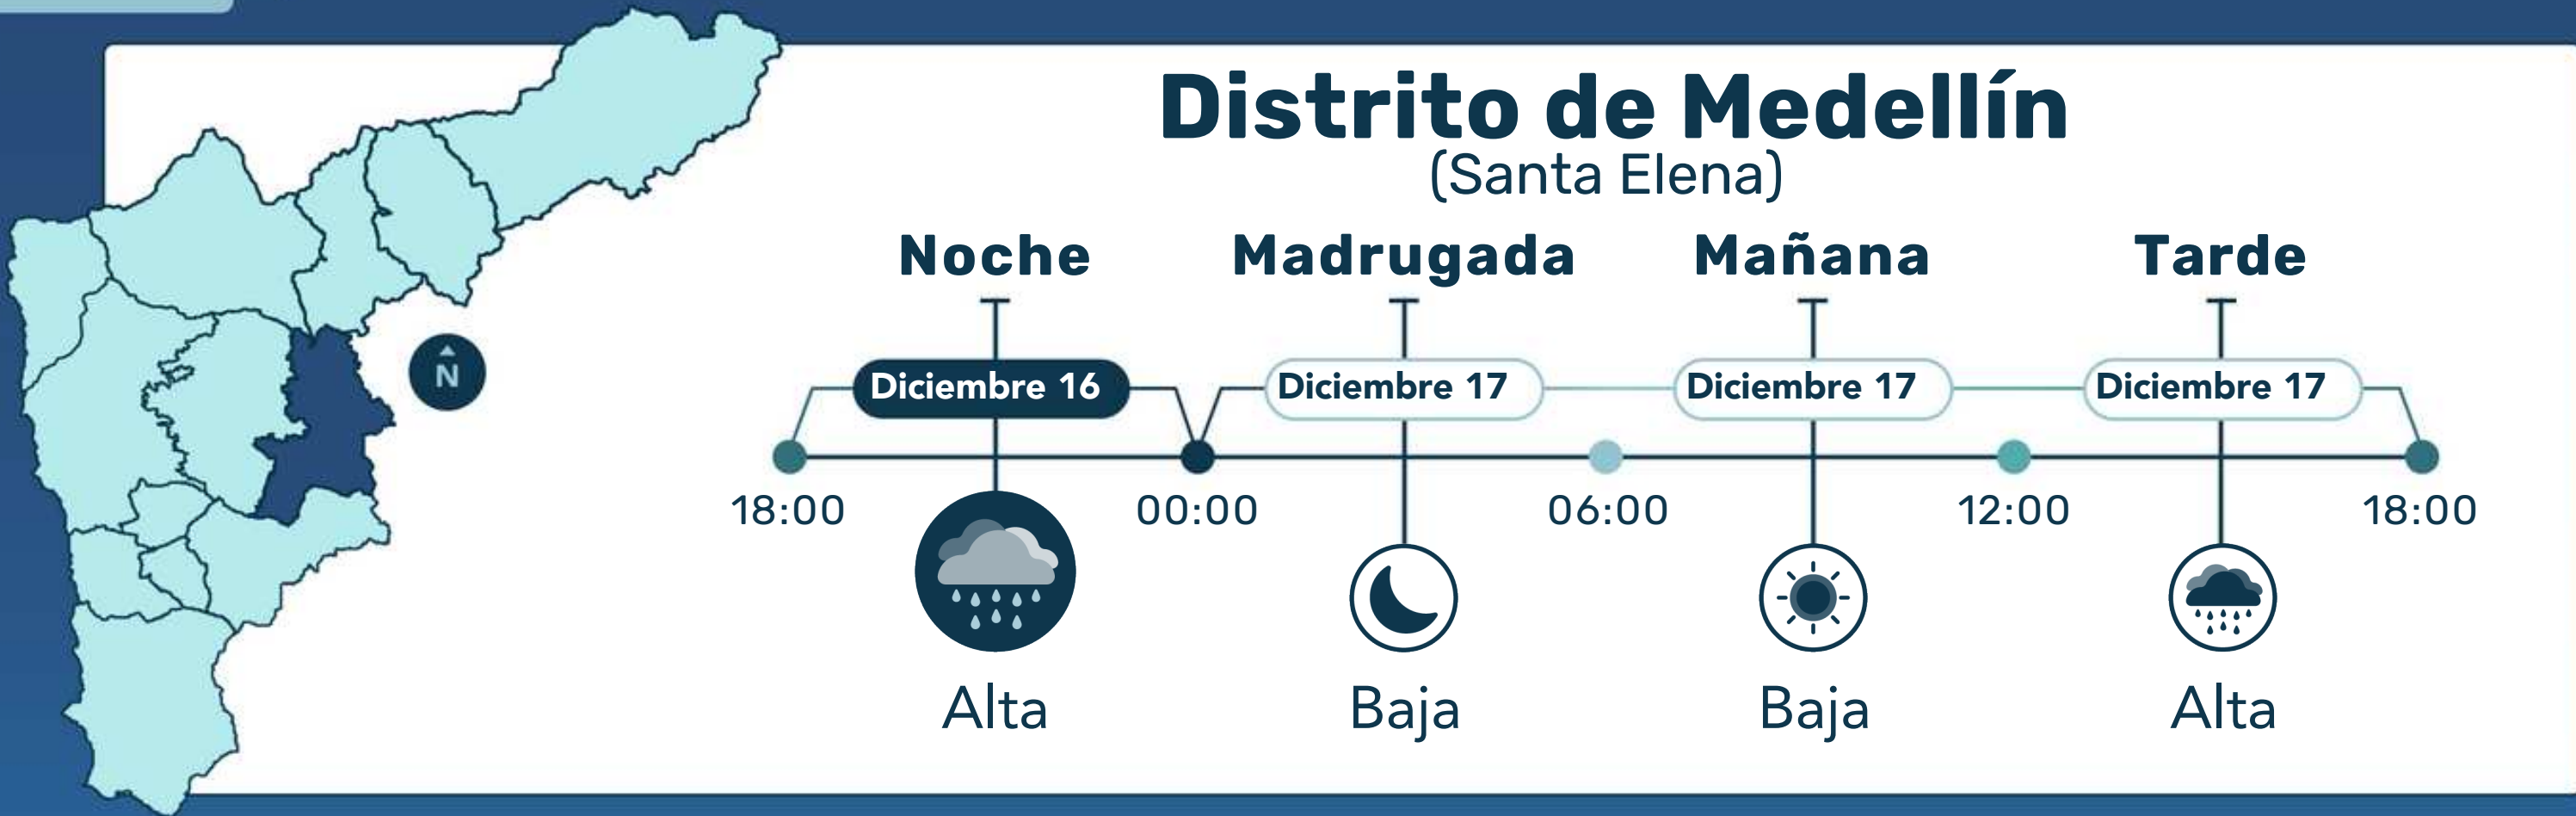 Distrito de Medellín
(Santa Elena)
Noche Madrugada Mañana Tarde
Diciembre 16 Diciembre 17 Diciembre 17 Diciembre 17
N
18:00 00:00 06:00 12:00 18:00
Alta Baja Baja Alta